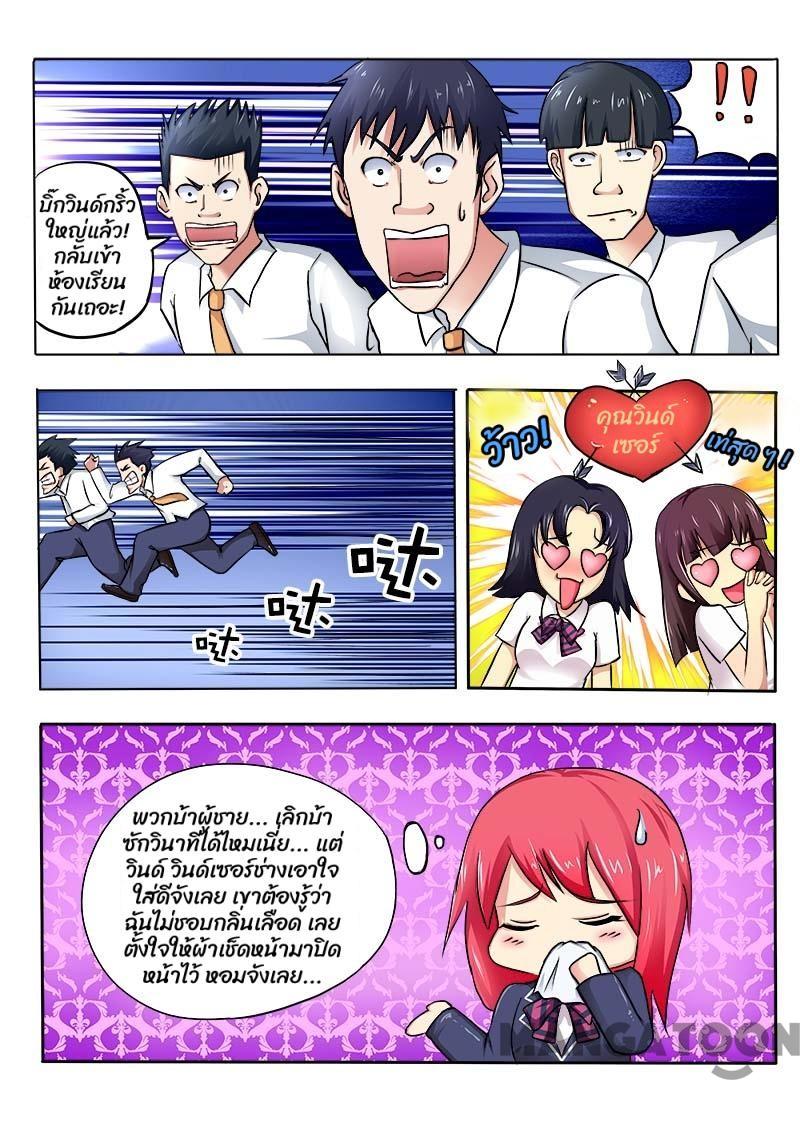 !!
บิ๊กวินด์กริ้ว
ใหญ่แล้ว!
กลับเข้า
ห้องเรียน
กันเถอะ!
哒
哒
哒
ว้าว!
คุณวินด์
เซอร์
เท่สุดๆ!
พวกบ้าผู้ชาย... เลิกบ้า
ซักวินาทีได้ไหมเนี่ย... แต่
วินด์ วินด์เซอร์ช่างเอาใจ
ใส่ดีจังเลย เขาต้องรู้ว่า
ฉันไม่ชอบกลิ่นเลือด เลย
ตั้งใจให้ผ้าเช็ดหน้ามาปิด
หน้าไว้ หอมจังเลย...
MANGATOON